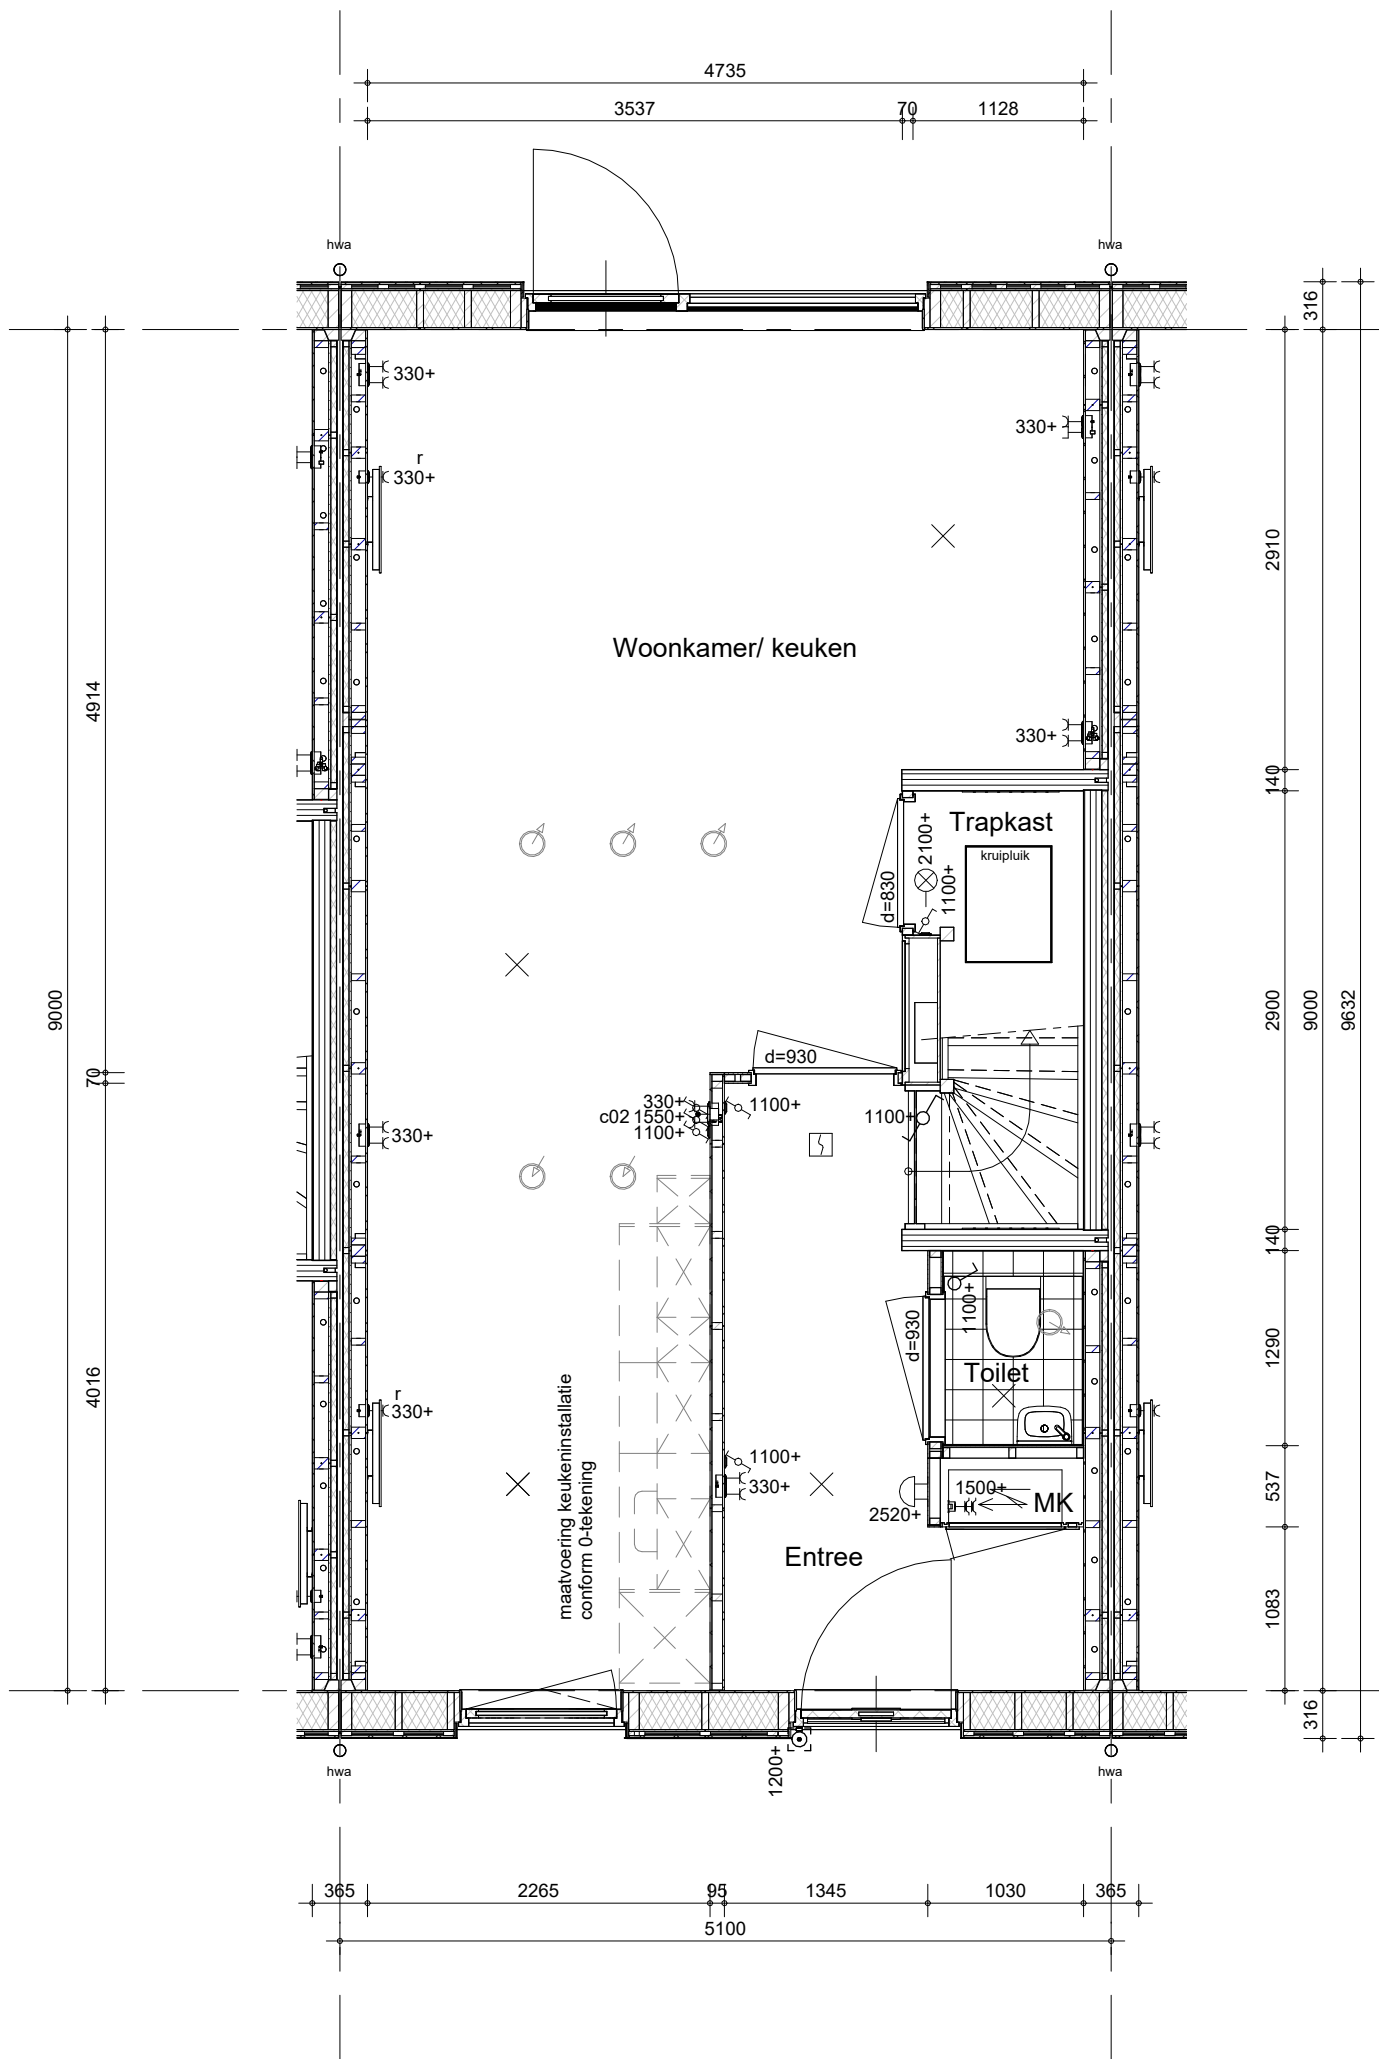 4735
3537
70
1128
hwa
hwa
316
330+
330+
r
330+
2910
Woonkamer/ keuken
4914
330+
140
Trapkast
kruipluik
2100+
1100+
d=830
9000
2900
9000
9632
70
d=930
330+
c02 1550+
1100+
1100+
1100+
330+
140
1100+
d=930
1290
Toilet
4016
r
330+
maatvoering keukeninstallatie
conform 0-tekening
1100+
330+
1500+
MK
2520+
537
Entree
1083
316
1200+
hwa
hwa
365
2265
95
1345
1030
365
5100